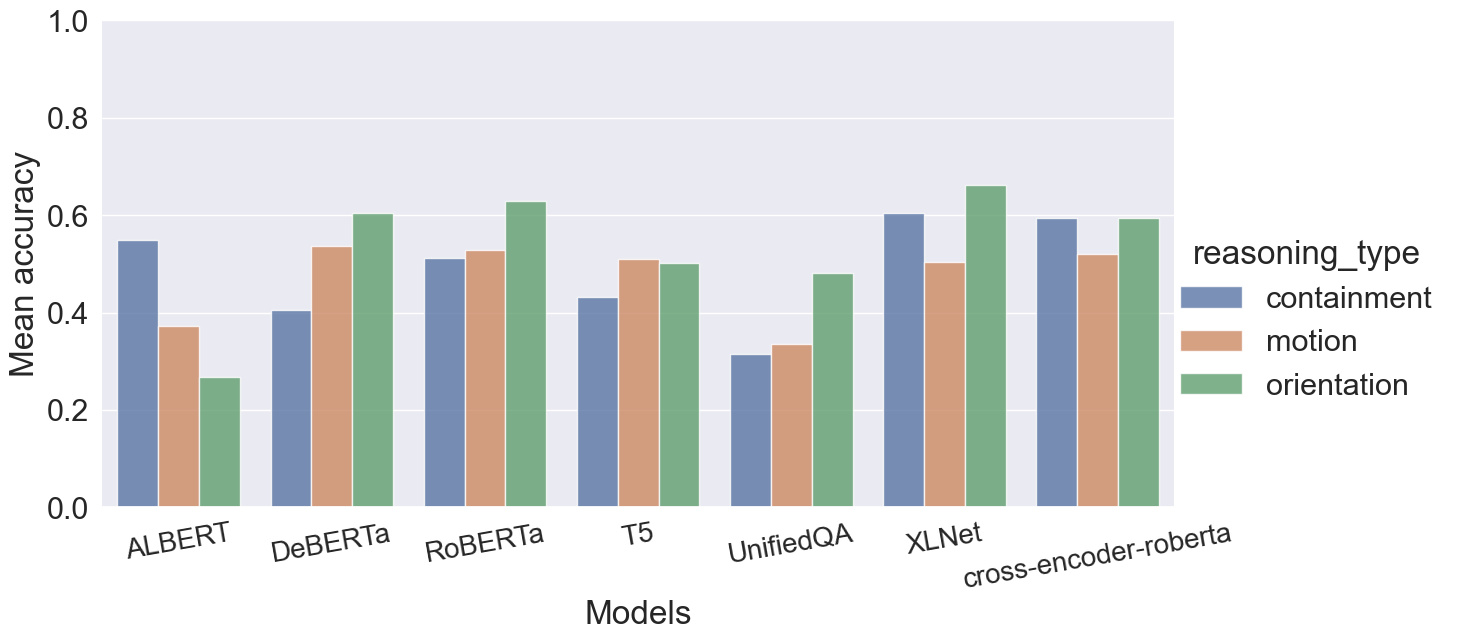 1.0
0.8
0.6
0.4
0.2
0.0
Mean accuracy
ALBERT
DeBERTa
RoBERTa
T5
UnifiedQA
XLNet
cross-encoder-roberta
Models
reasoning_type
containment
motion
orientation